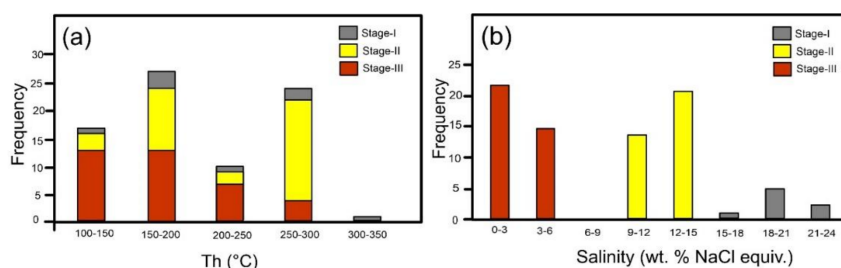 (a)
Stage-I
Stage-II
Stage-III
Frequency
30
25
20
15
10
5
0
100-150 150-200 200-250 250-300 300-350
Th (°C)
(b)
Stage-I
Stage-II
Stage-III
Frequency
25
20
15
10
5
0
0-3 3-6 6-9 9-12 12-15 15-18 18-21 21-24
Salinity (wt. % NaCl equiv.)